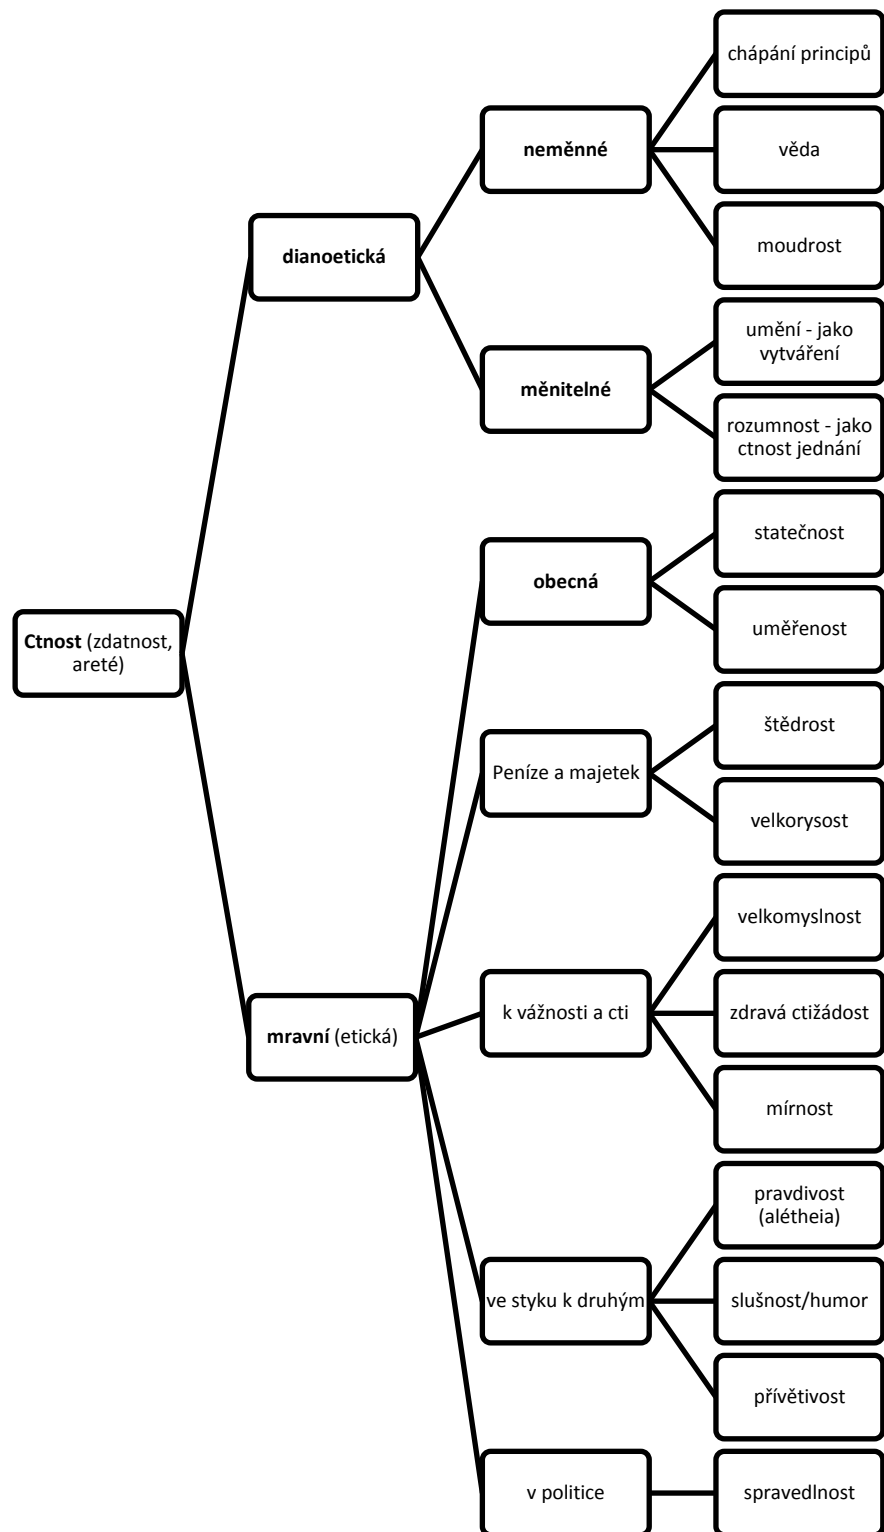 chápání principů
neměnné
věda
moudrost
dianoetická
umění - jako
vytváření
měnitelné
rozumnost - jako
ctnost jednání
statečnost
obecná
uměřenost
Ctnost (zdatnost,
areté)
štědrost
Peníze a majetek
velkorysost
velkomyslnost
k vážnosti a cti
zdravá ctižádost
mravní (etická)
mírnost
pravdivost
(alétheia)
ve styku k druhým
slušnost/humor
přívětivost
v politice
spravedlnost